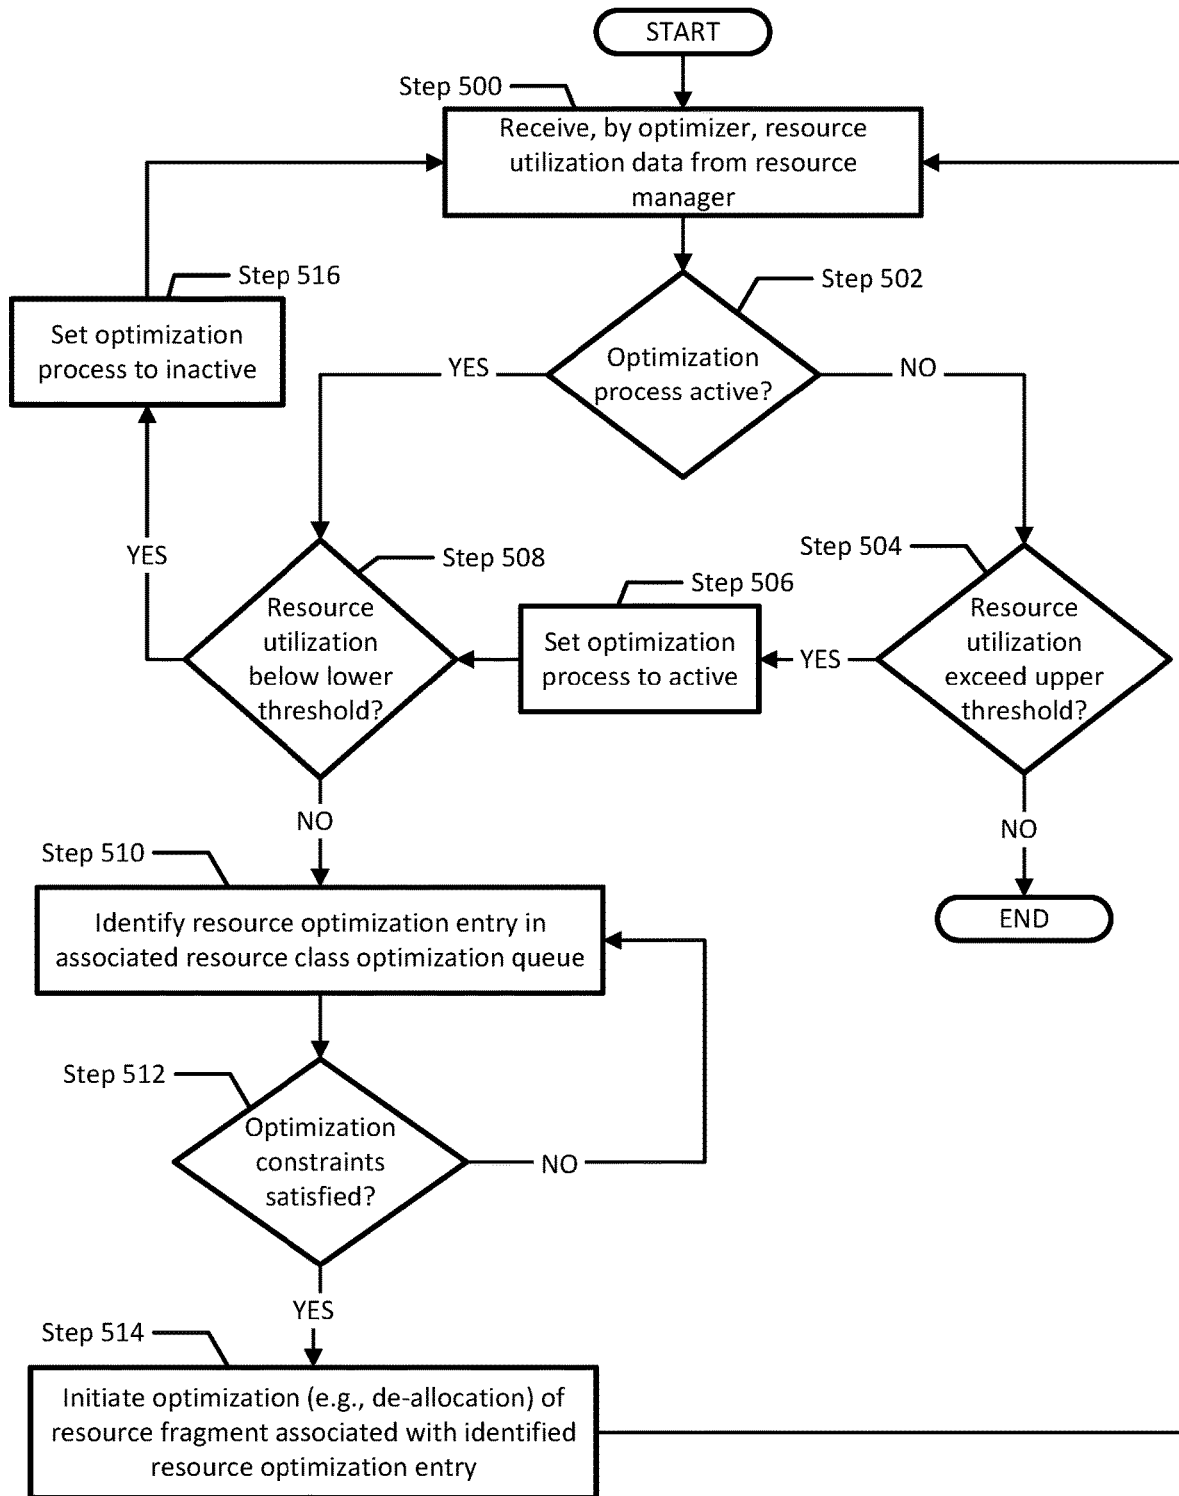 START
Step 500
Receive, by optimizer, resource
utilization data from resource
manager
Step 516
Set optimization
process to inactive
Step 502
Optimization
process active?
YES
NO
YES
Step 508
Resource
utilization
below lower
threshold?
Step 506
Set optimization
process to active
YES
Step 504
Resource
utilization
exceed upper
threshold?
NO
NO
END
Step 510
Identify resource optimization entry in
associated resource class optimization queue
Step 512
Optimization
constraints
satisfied?
NO
YES
Step 514
Initiate optimization (e.g., de-allocation) of
resource fragment associated with identified
resource optimization entry